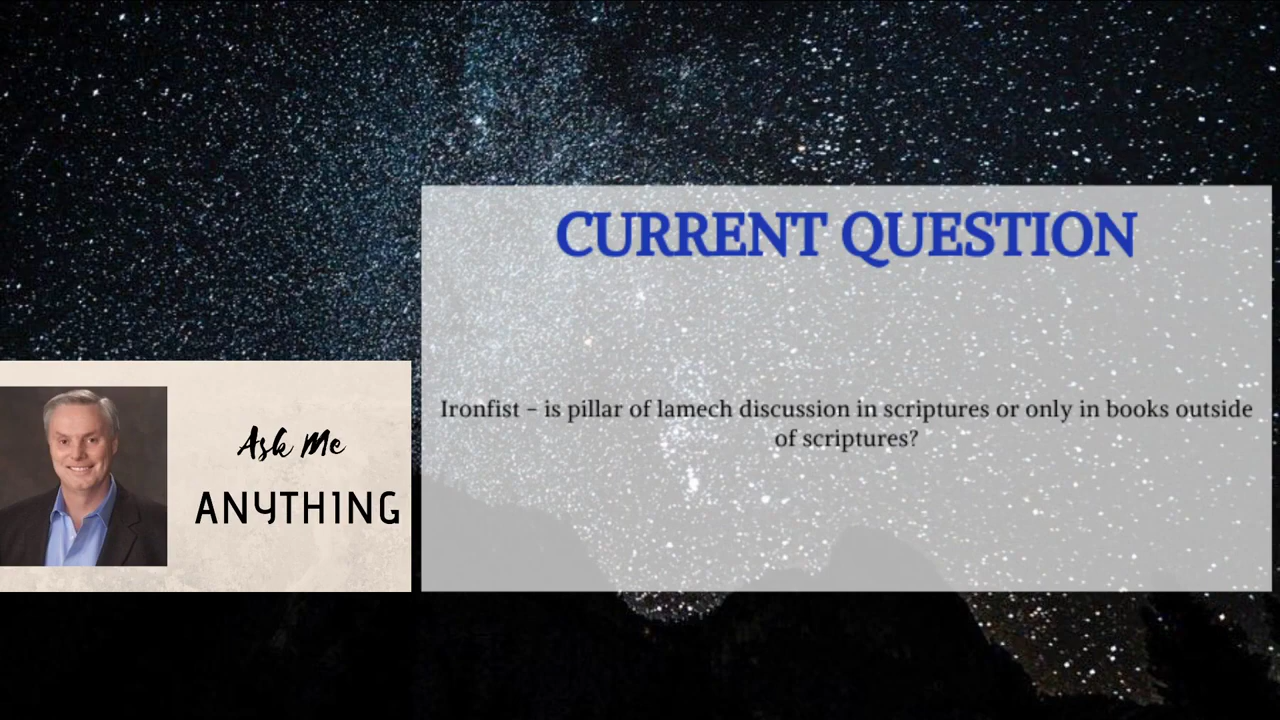 CURRENT QUESTION
Ironfist - is pillar of lamech discussion in scriptures or only in books outside
of scriptures?
Ask Me
ANYTHING